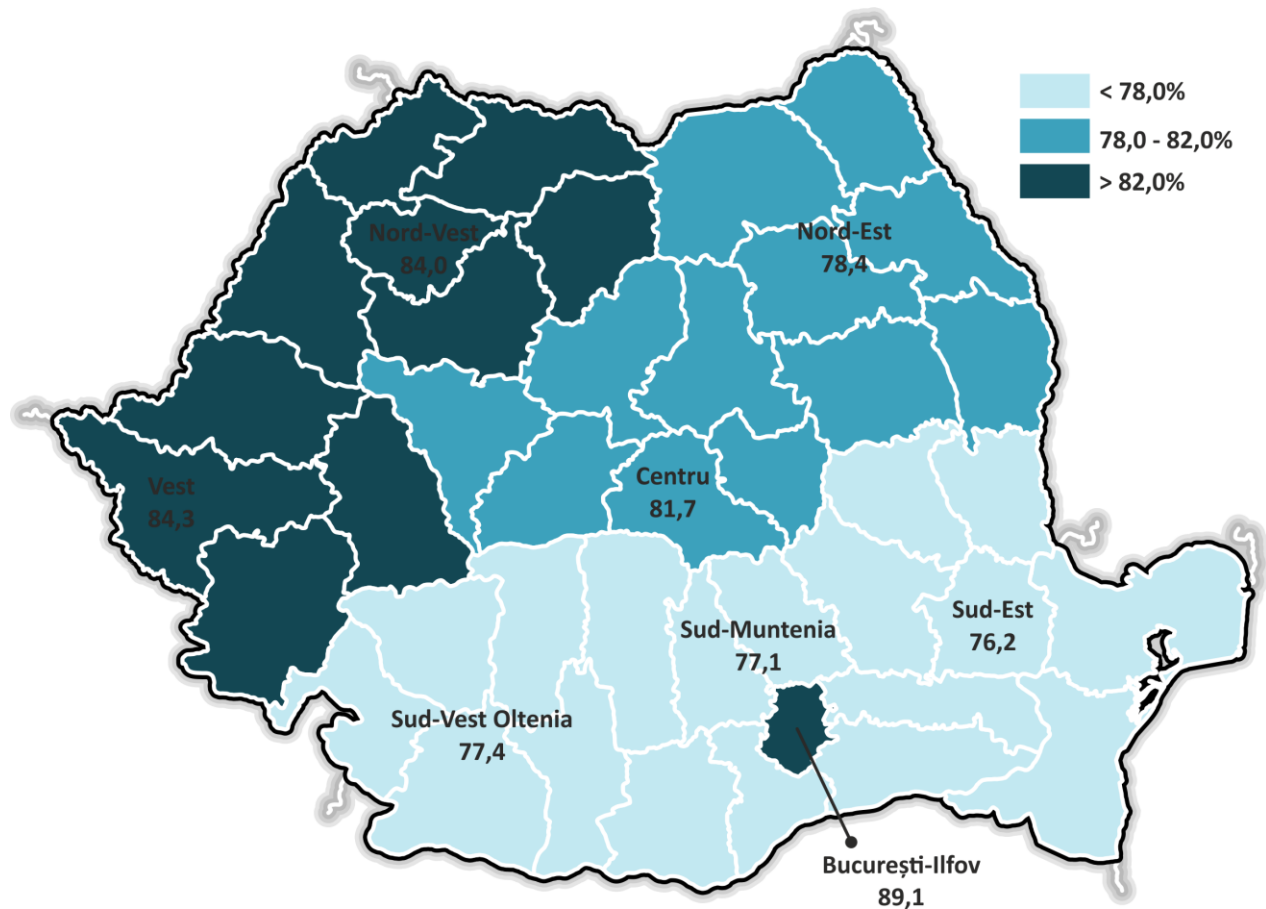 < 78,0%
78,0 - 82,0%
> 82,0%
Nord-Vest
84,0
Nord-Est
78,4
Vest
84,3
Centru
81,7
Sud-Est
76,2
Sud-Muntenia
77,1
Sud-Vest Oltenia
77,4
București-Ilfov
89,1